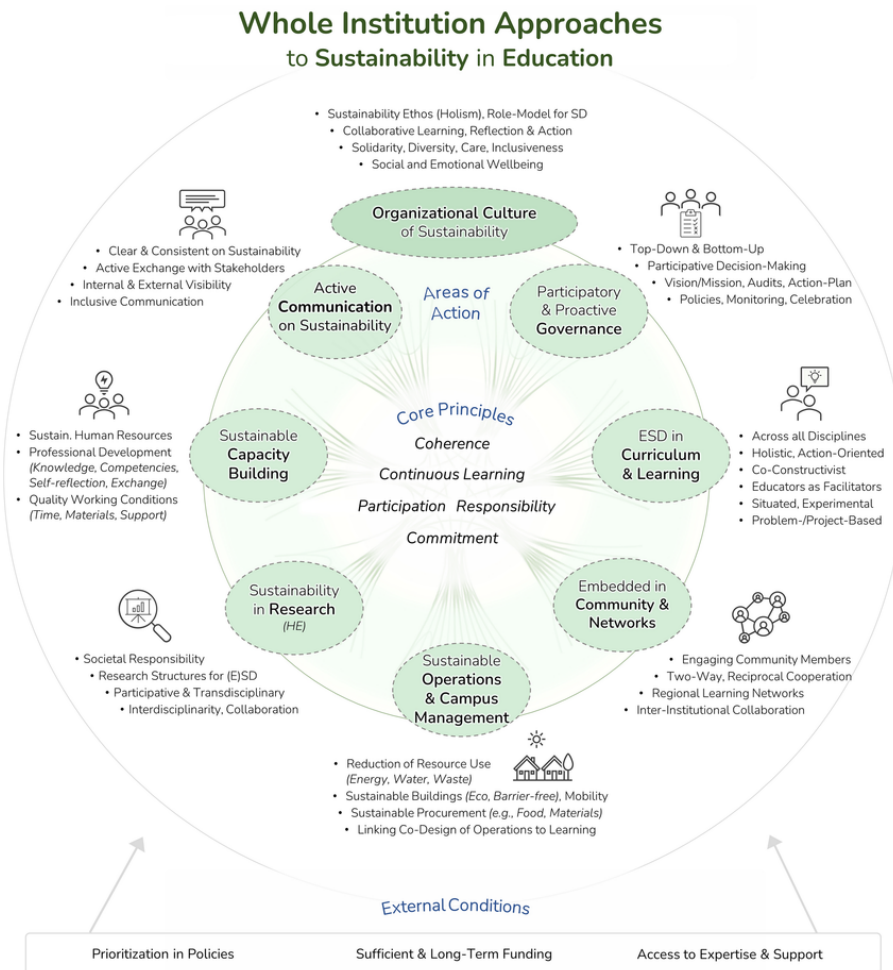 Whole Institution Approaches
to Sustainability in Education
• Sustainability Ethos (Holism), Role-Model for SD
• Collaborative Learning, Reflection & Action
• Solidarity, Diversity, Care, Inclusiveness
• Social and Emotional Wellbeing
Organizational Culture
of Sustainability
• Clear & Consistent on Sustainability
• Active Exchange with Stakeholders
• Internal & External Visibility
• Inclusive Communication
Active
Communication
on Sustainability
Areas of
Action
Participatory
& Proactive
Governance
• Top-Down & Bottom-Up
• Participative Decision-Making
• Vision/Mission, Audits, Action-Plan
• Policies, Monitoring, Celebration
• Sustain. Human Resources
• Professional Development
(Knowledge, Competencies,
Self-reflection, Exchange)
• Quality Working Conditions
(Time, Materials, Support)
Sustainable
Capacity
Building
Core Principles
Coherence
Continuous Learning
Participation Responsibility
Commitment
ESD in
Curriculum
& Learning
• Across all Disciplines
• Holistic, Action-Oriented
• Co-Constructivist
• Educators as Facilitators
• Situated, Experimental
• Problem-/Project-Based
Sustainability
in Research
(HE)
• Societal Responsibility
• Research Structures for (E)SD
• Participative & Transdisciplinary
• Interdisciplinarity, Collaboration
Embedded in
Community &
Networks
• Engaging Community Members
• Two-Way, Reciprocal Cooperation
• Regional Learning Networks
• Inter-Institutional Collaboration
Sustainable
Operations
& Campus
Management
• Reduction of Resource Use
(Energy, Water, Waste)
• Sustainable Buildings (Eco, Barrier-free), Mobility
• Sustainable Procurement (e.g., Food, Materials)
• Linking Co-Design of Operations to Learning
External Conditions
Prioritization in Policies
Sufficient & Long-Term Funding
Access to Expertise & Support